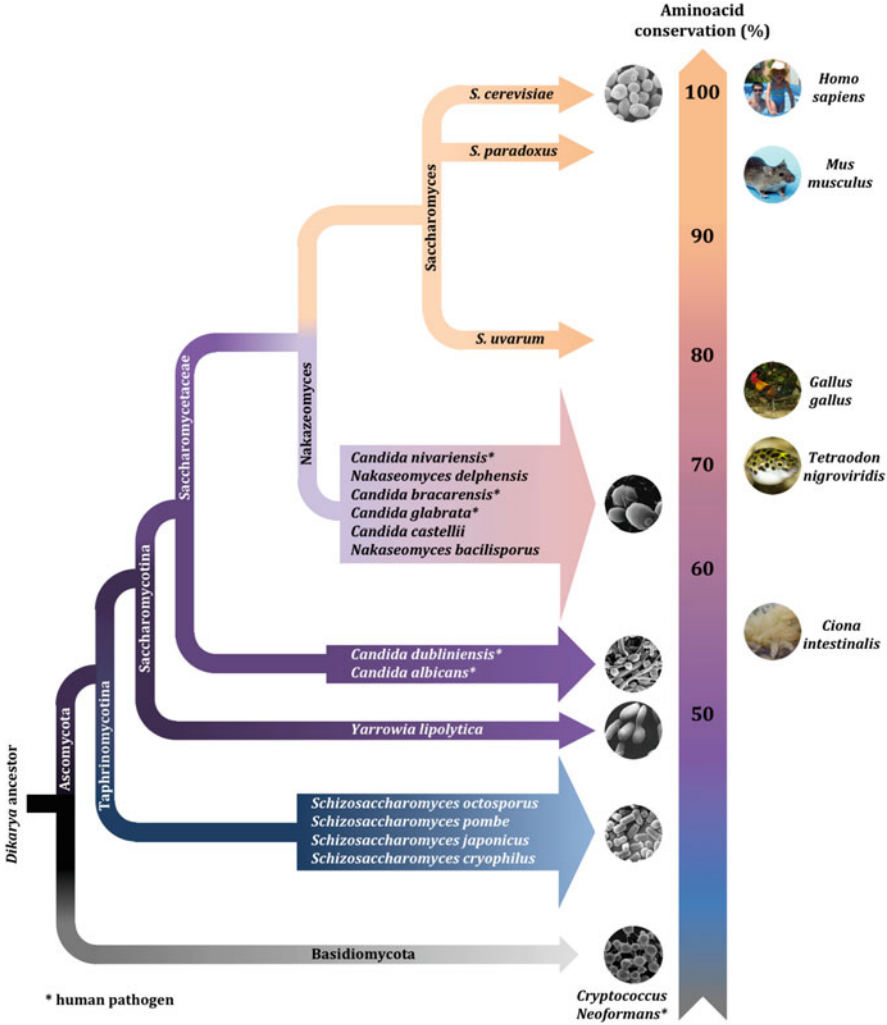 Aminoacid
conservation (%)
S. cerevisiae
100
Homo
sapiens
S. paradoxus
Mus
musculus
Saccharomyces
90
S. uvarum
80
Saccharomycetaceae
Nakazeomyces
Gallus
gallus
Candida nivariensis*
Nakaseomyces delphensis
Candida bracarensis*
Candida glabrata*
Candida castellii
Nakaseomyces bacilisporus
70
Tetraodon
nigroviridis
60
Saccharomycotina
Ciona
intestinalis
Candida dubliniensis*
Candida albicans*
50
Yarrowia lipolytica
Taphrinomycotina
Ascomycota
Dikarya ancestor
Schizosaccharomyces octosporus
Schizosaccharomyces pombe
Schizosaccharomyces japonicus
Schizosaccharomyces cryophilus
Basidiomycota
* human pathogen
Cryptococcus
Neoformans*